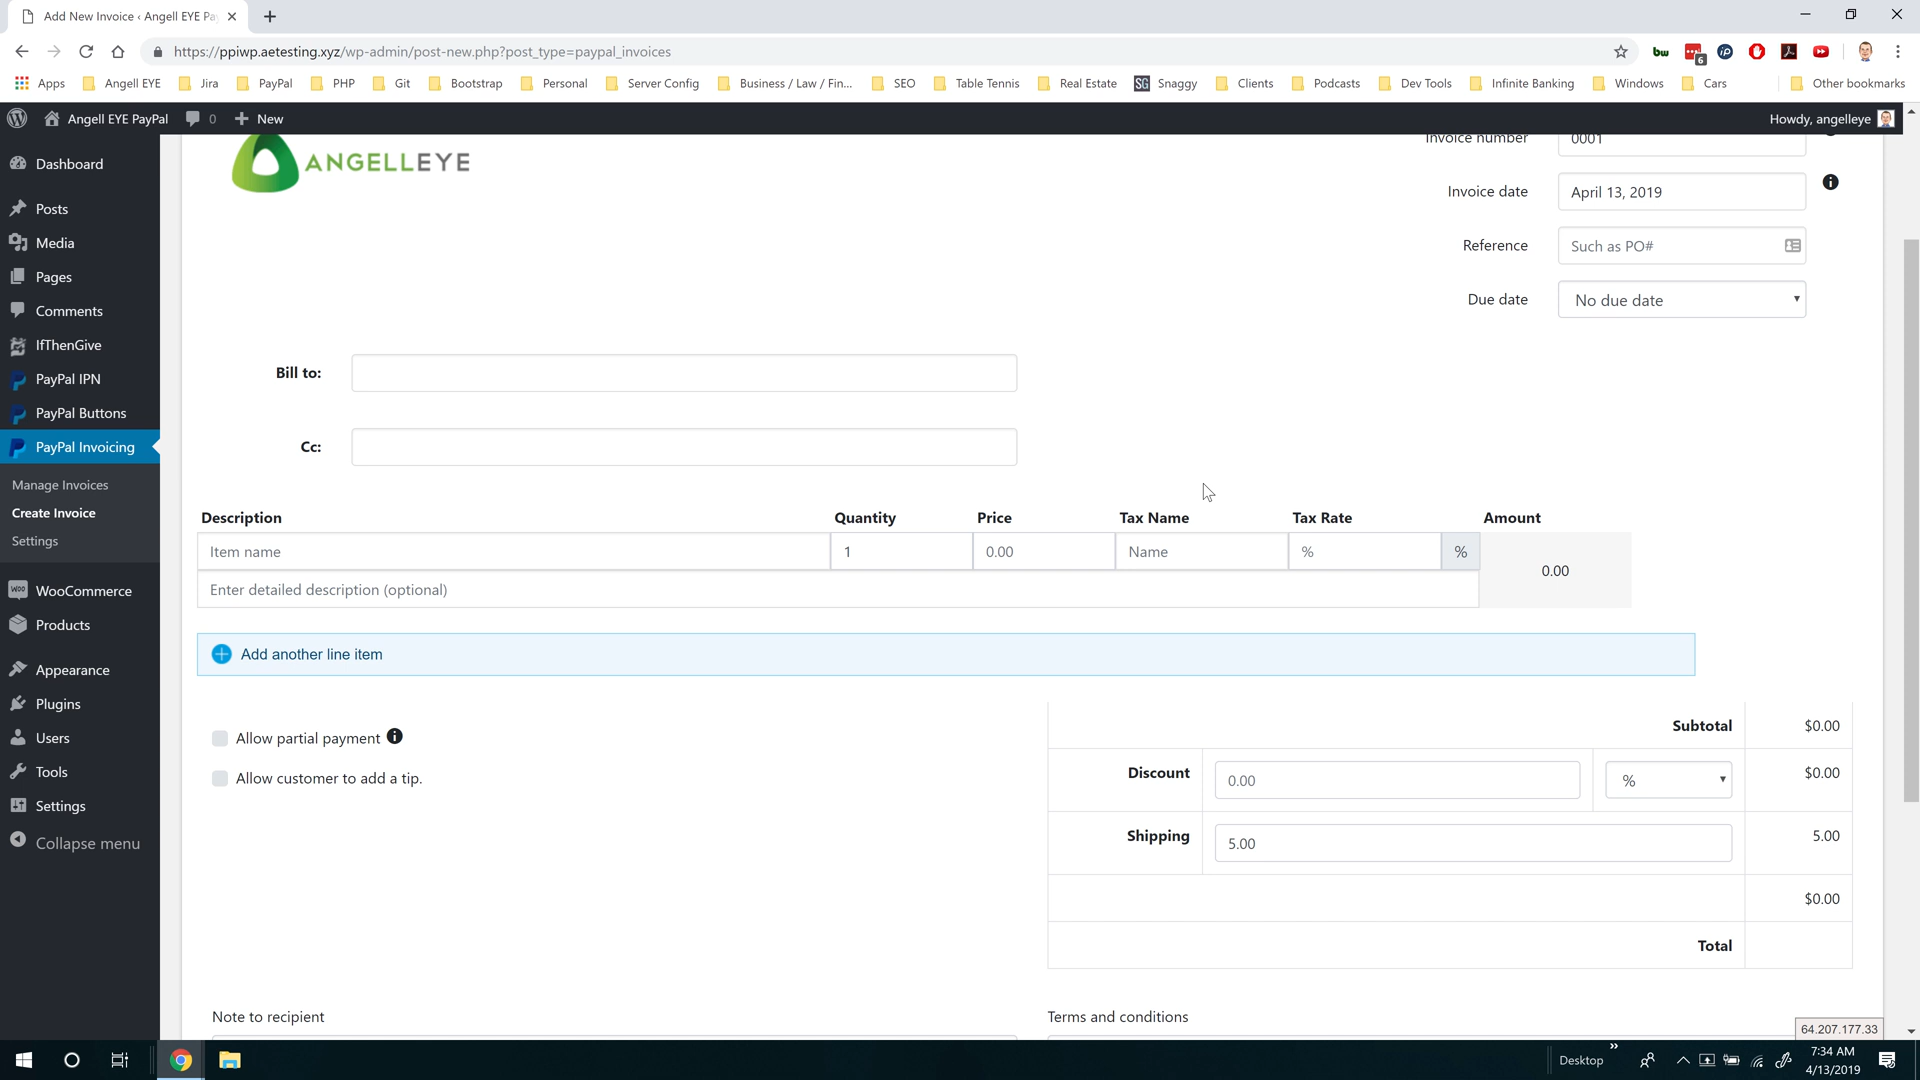 Add New Invoice ‹ Angell EYE Pa
https://ppiwp.aetesting.xyz/wp-admin/post-new.php?post_type=paypal_invoices
6
Apps Angell EYE Jira PayPal PHP Git Bootstrap Personal Server Config Business / Law / Fin... SEO Table Tennis Real Estate SG Snaggy Clients Podcasts Dev Tools Infinite Banking Windows Cars Other bookmarks
Angell EYE PayPal 0 New Howdy, angelleye
Dashboard
Posts
Media
Pages
Comments
IfThenGive
PayPal IPN
PayPal Buttons
PayPal Invoicing
Manage Invoices
Create Invoice
Settings
WooCommerce
Products
Appearance
Plugins
Users
Tools
Settings
Collapse menu
ANGELLEYE
Invoice number 0001
Invoice date April 13, 2019
Reference Such as PO#
Due date No due date
Bill to:
Cc:
Description Quantity Price Tax Name Tax Rate Amount
Item name 1 0.00 Name % % 0.00
Enter detailed description (optional)
Add another line item
Allow partial payment
Allow customer to add a tip.
Subtotal $0.00
Discount 0.00 % $0.00
Shipping 5.00 5.00
$0.00
Total
Note to recipient
Terms and conditions
64.207.177.33
Desktop
7:34 AM
4/13/2019